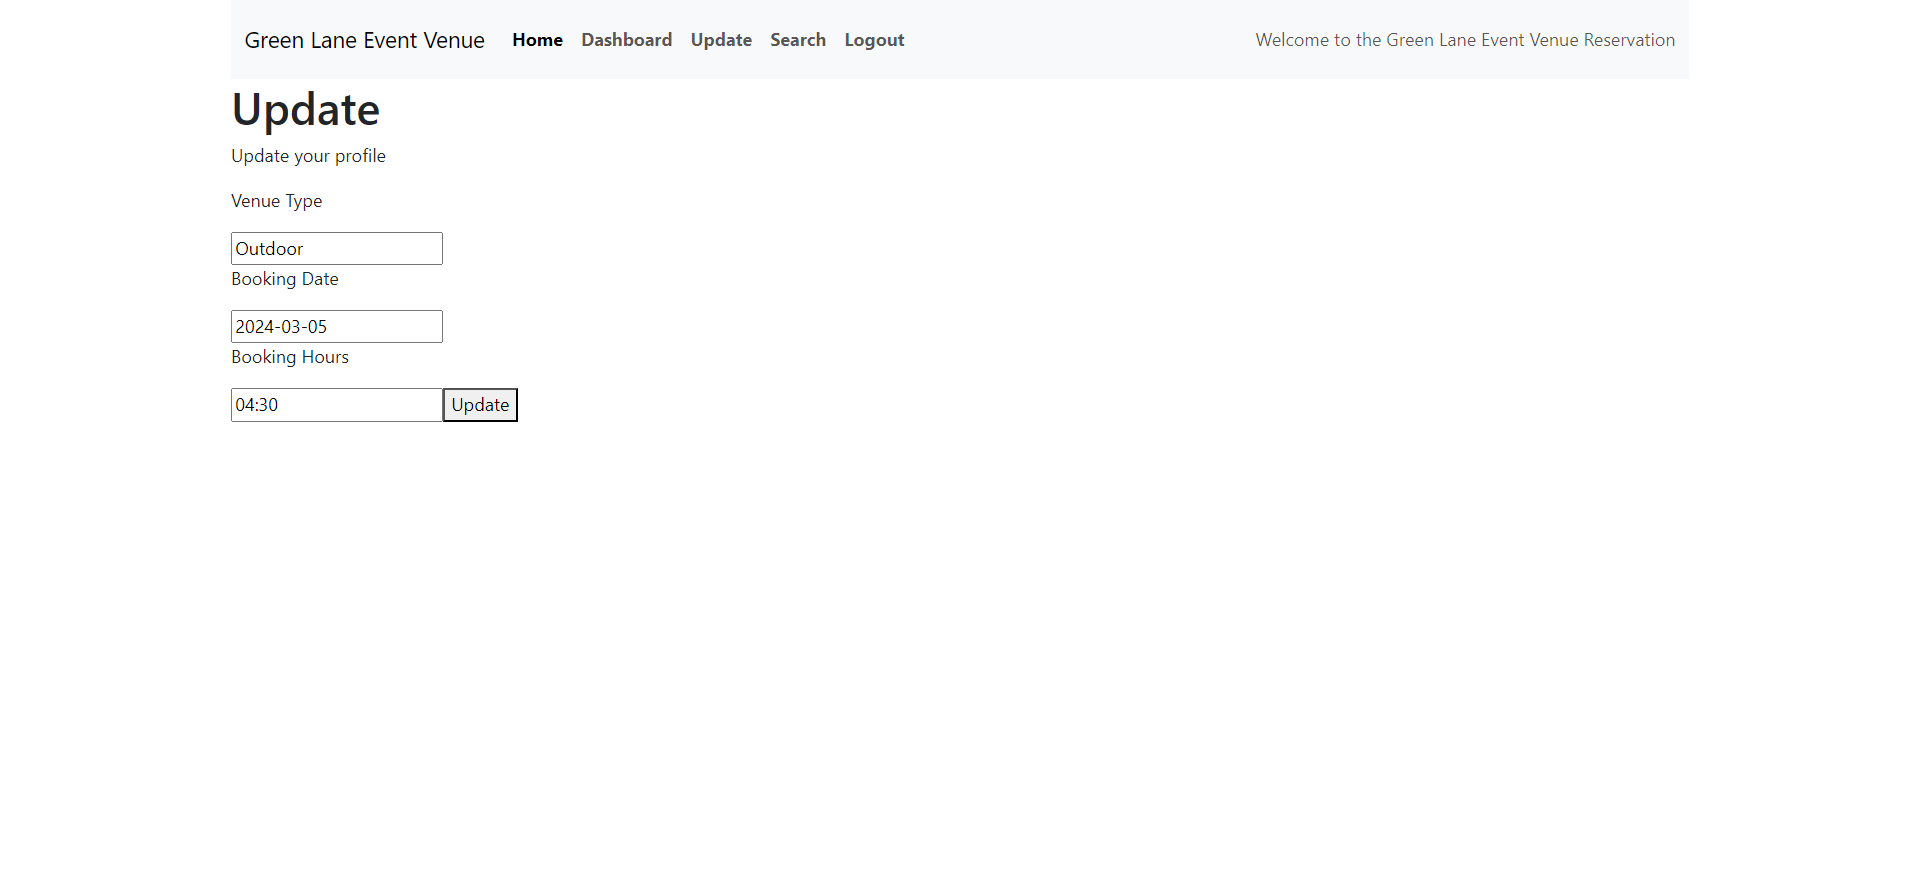 Green Lane Event Venue Home Dashboard Update Search Logout Welcome to the Green Lane Event Venue Reservation
Update
Update your profile
Venue Type
Outdoor
Booking Date
2024-03-05
Booking Hours
04:30 Update